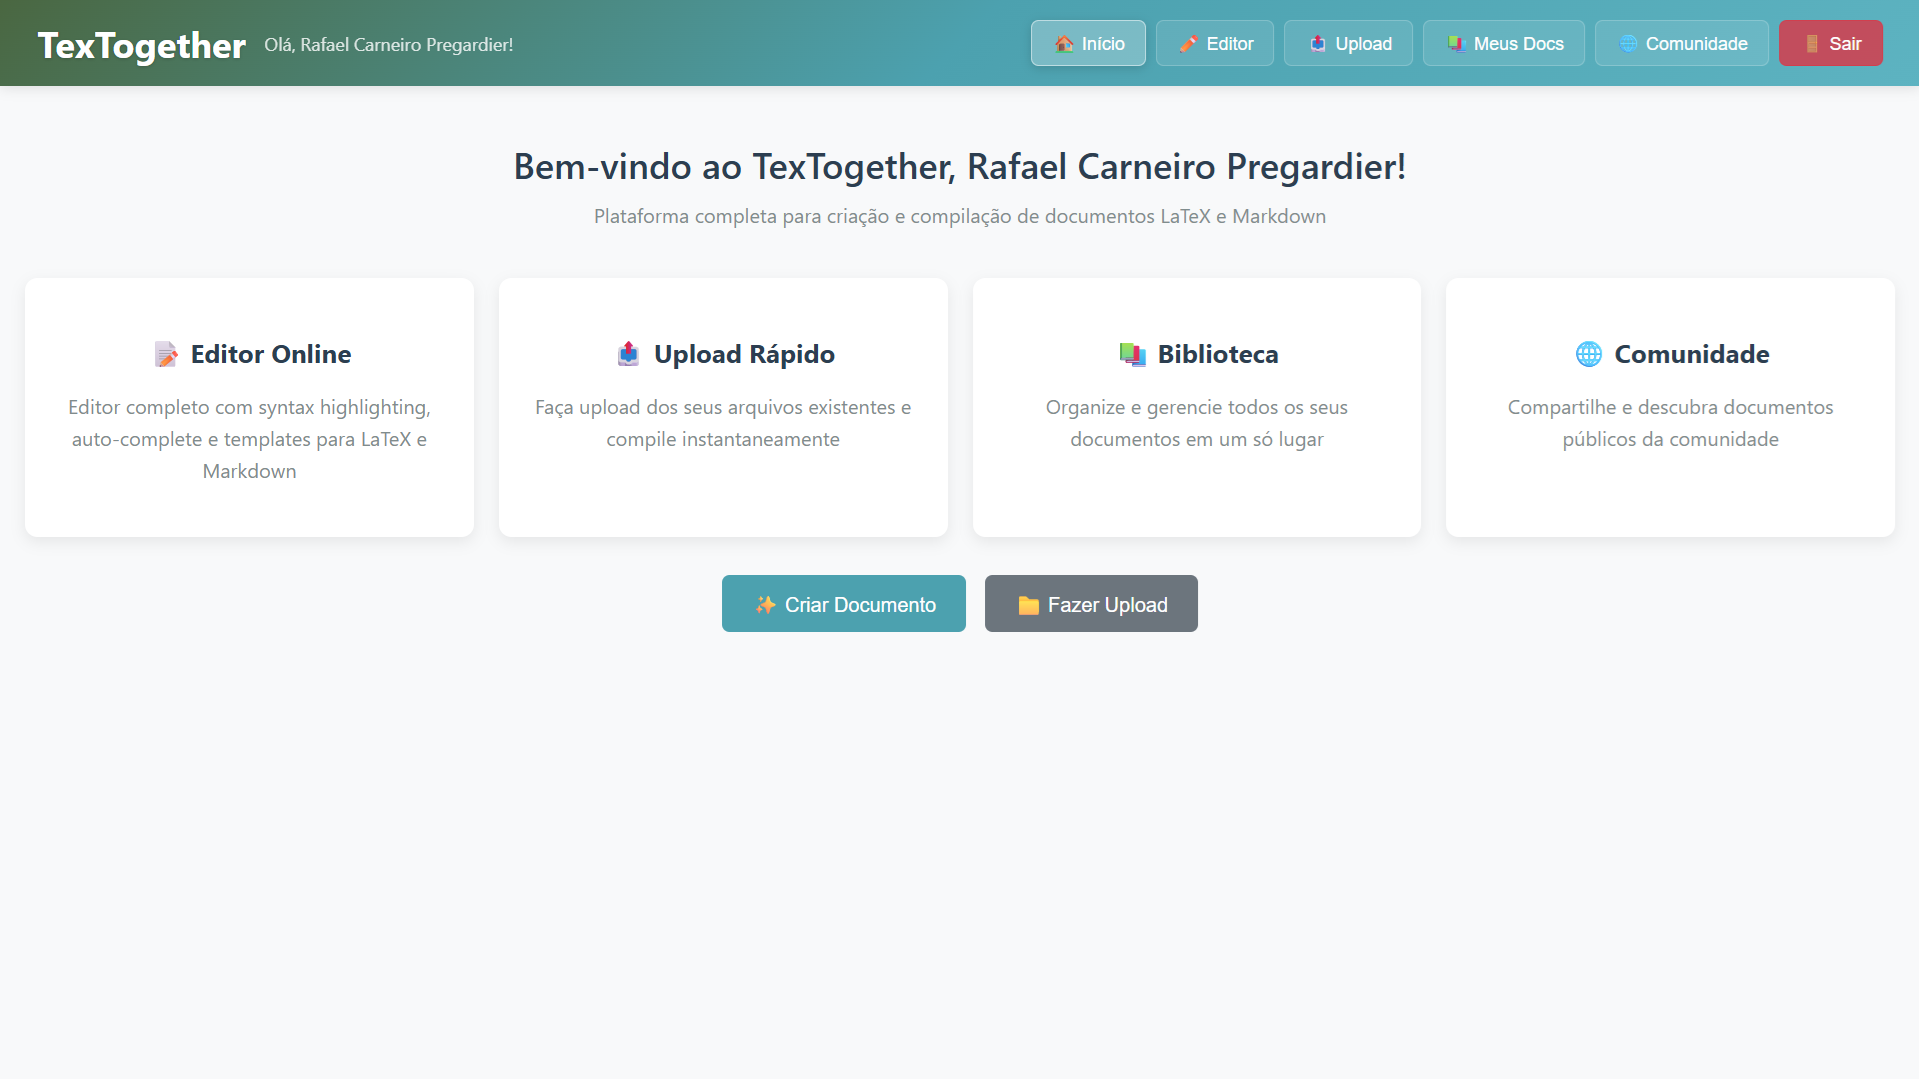 TexTogether
Olá, Rafael Carneiro Pregardier!
Início
Editor
Upload
Meus Docs
Comunidade
Sair
Bem-vindo ao TexTogether, Rafael Carneiro Pregardier!
Plataforma completa para criação e compilação de documentos LaTeX e Markdown
Editor Online
Editor completo com syntax highlighting,
auto-complete e templates para LaTeX e
Markdown
Upload Rápido
Faça upload dos seus arquivos existentes e
compile instantaneamente
Biblioteca
Organize e gerencie todos os seus
documentos em um só lugar
Comunidade
Compartilhe e descubra documentos
públicos da comunidade
Criar Documento
Fazer Upload